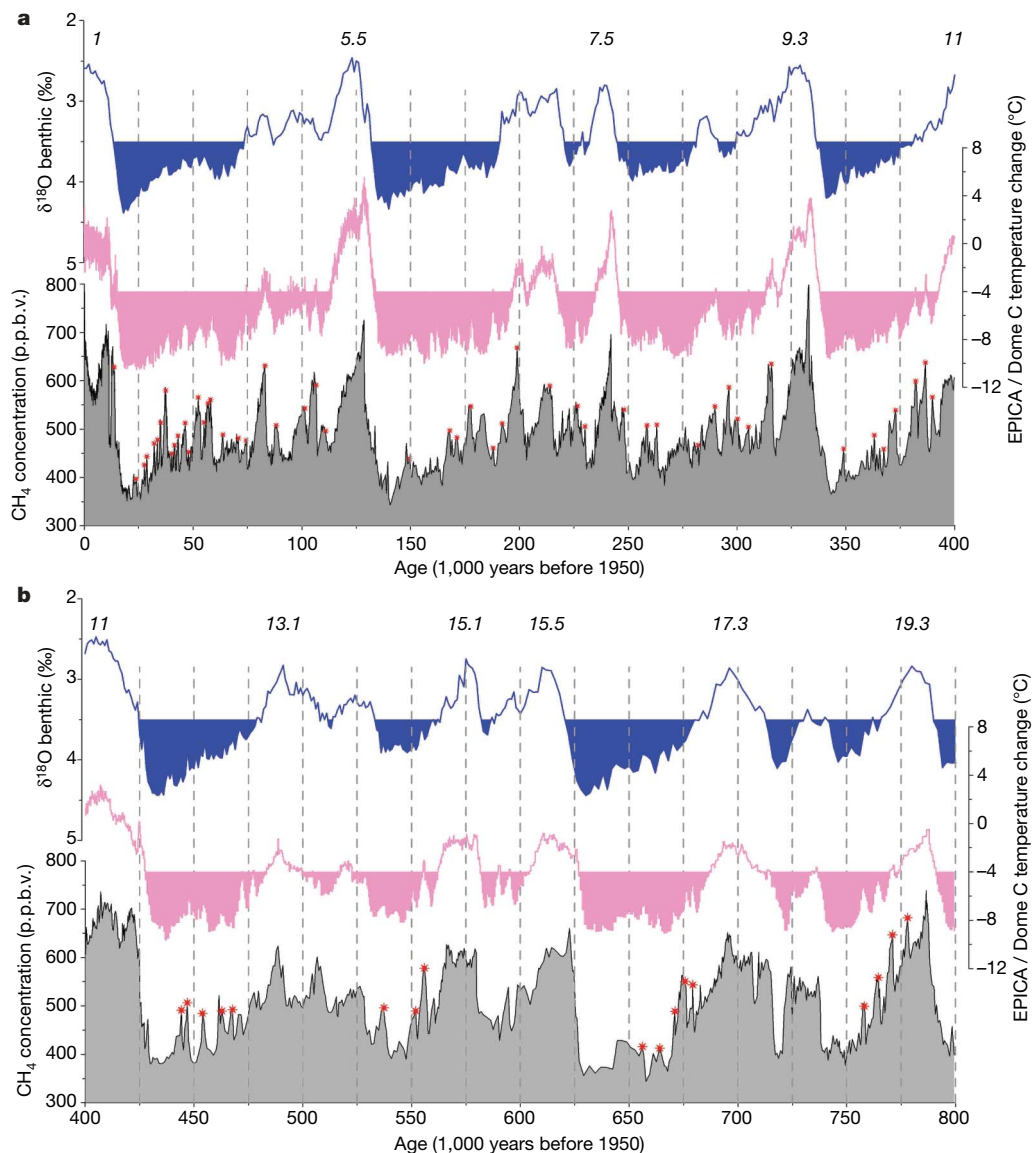 a
1 5.5 7.5 9.3 11
2
3
4
5
δ18O benthic (‰)
8
4
0
−4
−8
−12
EPICA / Dome C temperature change (°C)
800
700
600
500
400
300
CH4 concentration (p.p.b.v.)
0 50 100 150 200 250 300 350 400
Age (1,000 years before 1950)
b
11 13.1 15.1 15.5 17.3 19.3
2
3
4
5
δ18O benthic (‰)
8
4
0
−4
−8
−12
EPICA / Dome C temperature change (°C)
800
700
600
500
400
300
CH4 concentration (p.p.b.v.)
400 450 500 550 600 650 700 750 800
Age (1,000 years before 1950)